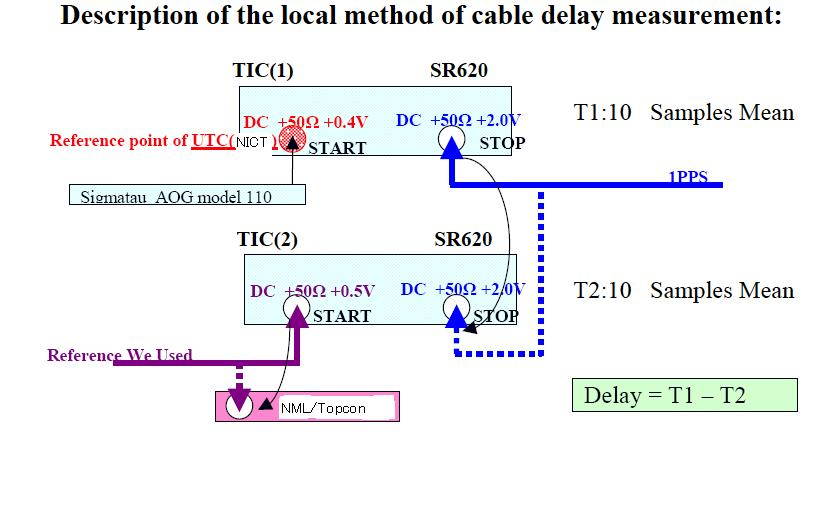 Description of the local method of cable delay measurement:
TIC(1) SR620
DC +50Ω +0.4V DC +50Ω +2.0V T1:10 Samples Mean
Reference point of UTC(NICT) START STOP
1PPS
Sigmatau AOG model 110
TIC(2) SR620
DC +50Ω +0.5V DC +50Ω +2.0V T2:10 Samples Mean
START STOP
Reference We Used
Delay = T1 – T2
NML/Topcon